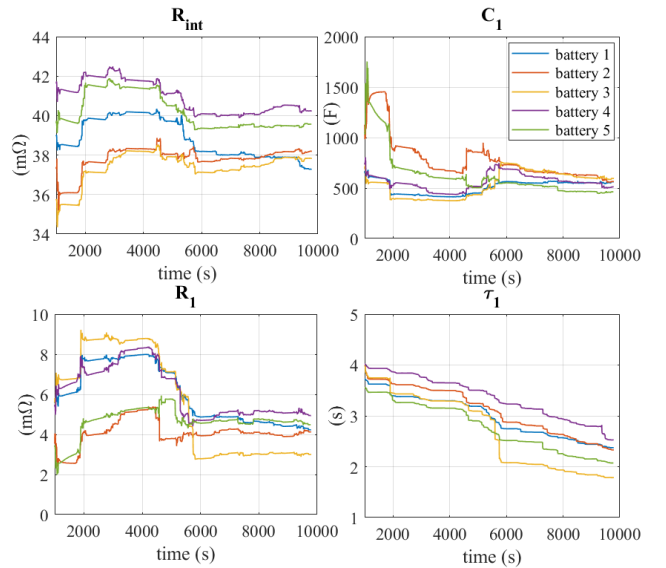 R_int
C_1
44
42
40
38
36
34
(mΩ)
2000
4000
6000
8000
10000
time (s)
2000
1500
1000
500
0
(F)
battery 1
battery 2
battery 3
battery 4
battery 5
2000
4000
6000
8000
10000
time (s)
R_1
τ_1
10
8
6
4
2
0
(mΩ)
2000
4000
6000
8000
10000
time (s)
5
4
3
2
1
(s)
2000
4000
6000
8000
10000
time (s)